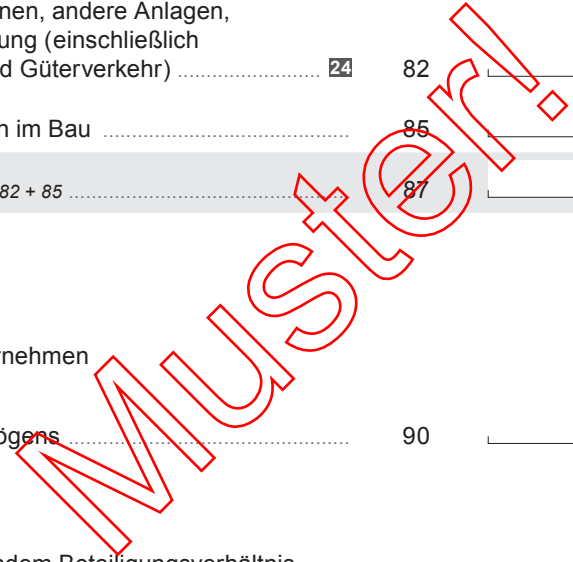 nen, andere Anlagen,
ung (einschließlich
d Güterverkehr) ..................... 24 82
n im Bau ..................... 85
82 + 85 ..................... 87
rnehmen
ögens ..................... 90
ndem Beteiligungsverhältnis
Muster!